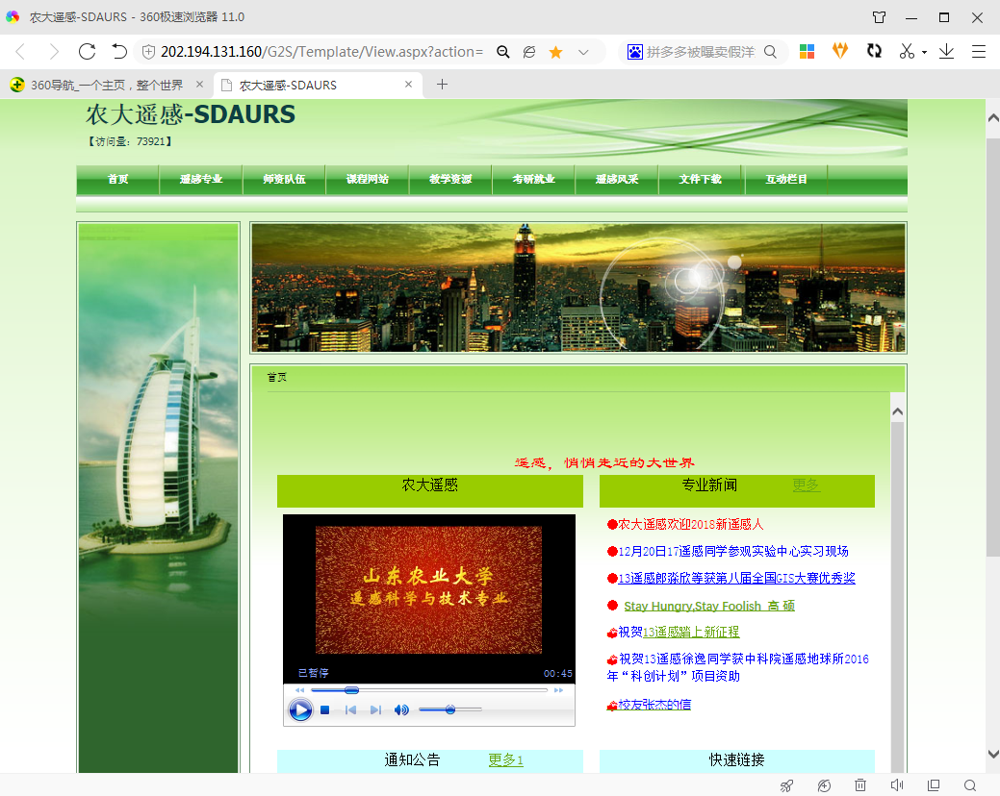 农大遥感-SDAURS - 360极速浏览器 11.0
202.194.131.160/G2S/Template/View.aspx?action=
拼多多被曝卖假洋
360导航_一个主页，整个世界
农大遥感-SDAURS
农大遥感-SDAURS
【访问量：73921】
首页 遥感专业 师资队伍 课程网站 教学资源 考研就业 遥感风采 文件下载 互动栏目
首页
遥感，悄悄走近的大世界
农大遥感
专业新闻 更多
山东农业大学
遥感科学与技术专业
已暂停 00:45
农大遥感欢迎2018新遥感人
12月20日17遥感同学参观实验中心实习现场
13遥感郎淼欣等获第八届全国GIS大赛优秀奖
Stay Hungry,Stay Foolish 高 硕
祝贺13遥感踏上新征程
祝贺13遥感徐逸同学获中科院遥感地球所2016
年“科创计划”项目资助
校友张杰的信
通知公告 更多1
快速链接